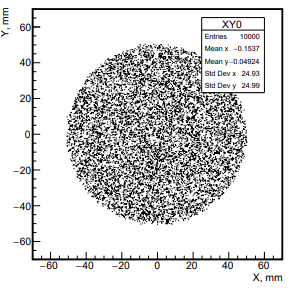 Y, mm
XY0
Entries 10000
Mean x −0.1537
Mean y −0.04924
Std Dev x 24.93
Std Dev y 24.99
60
40
20
0
−20
−40
−60
−60 −40 −20 0 20 40 60
X, mm